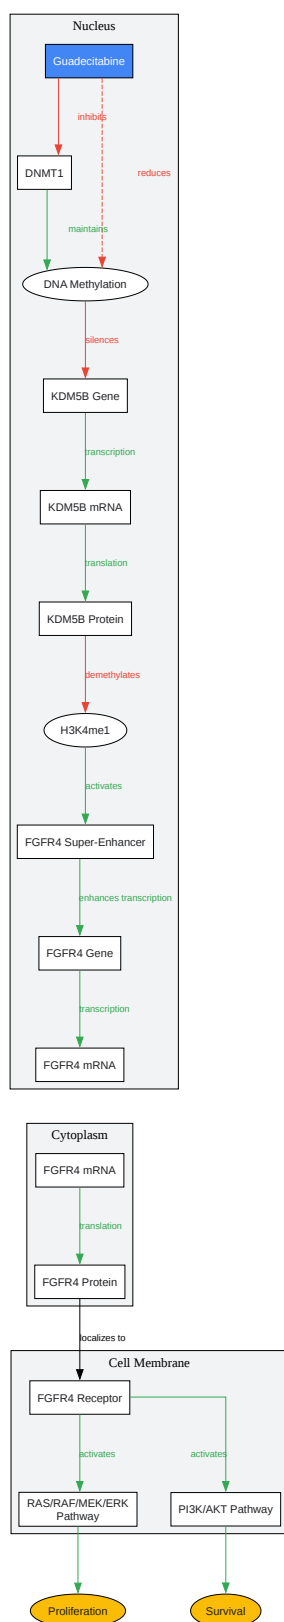 Nucleus
Guadecitabine
inhibits
DNMT1
reduces
maintains
DNA Methylation
silences
KDM5B Gene
transcription
KDM5B mRNA
translation
KDM5B Protein
demethylates
H3K4me1
activates
FGFR4 Super-Enhancer
enhances transcription
FGFR4 Gene
transcription
FGFR4 mRNA
Cytoplasm
FGFR4 mRNA
translation
FGFR4 Protein
localizes to
Cell Membrane
FGFR4 Receptor
activates
activates
RAS/RAF/MEK/ERK
Pathway
PI3K/AKT Pathway
Proliferation
Survival